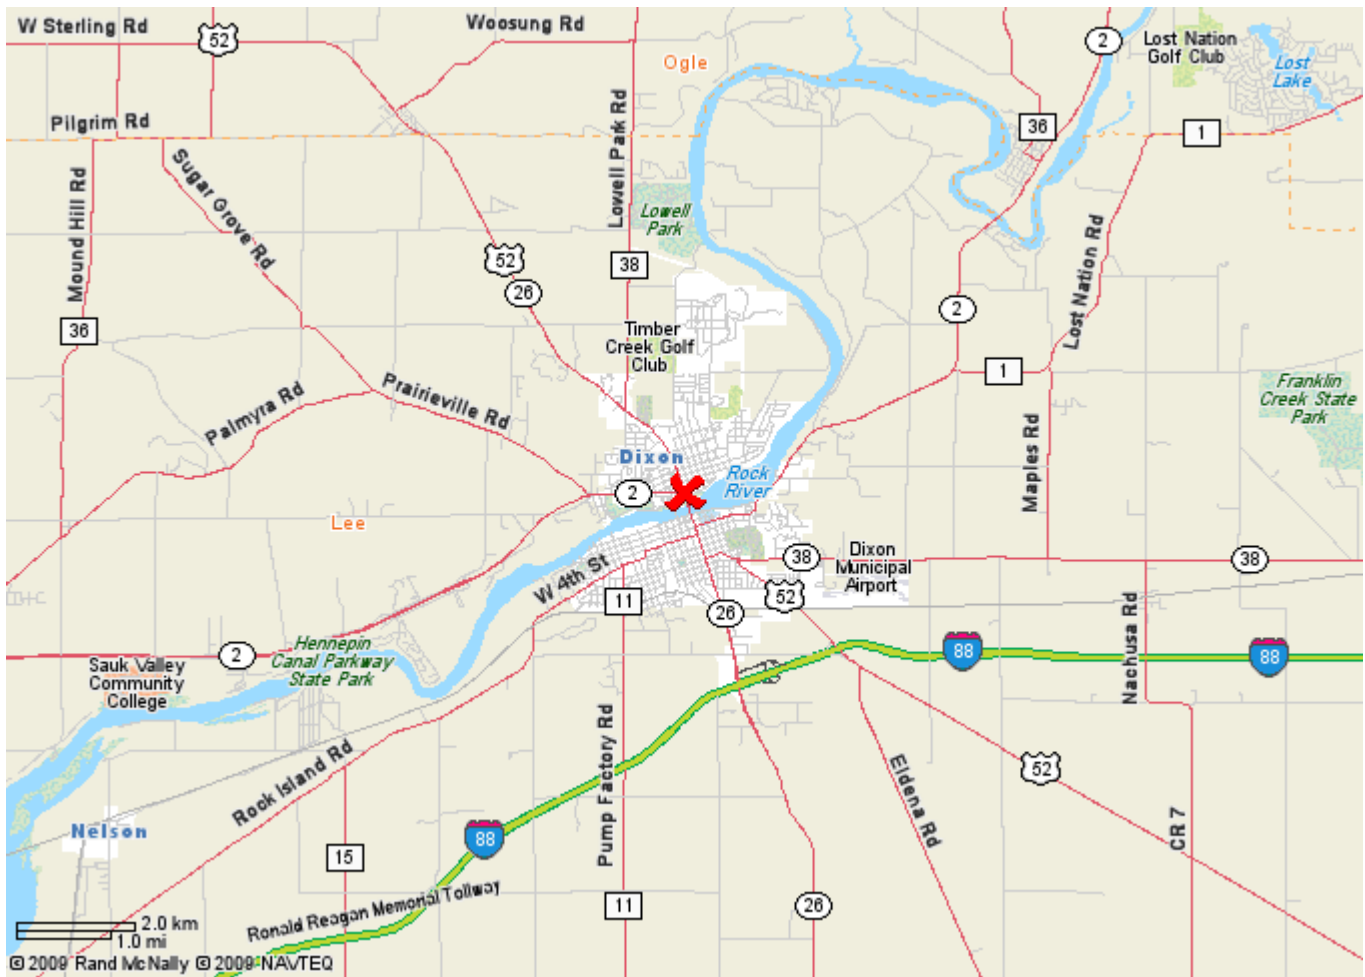 W Sterling Rd
52
Woosung Rd
Ogle
2
Lost Nation
Golf Club
Lost
Lake
Pilgrim Rd
36
1
Lowell Park Rd
Sugar Grove Rd
Mound Hill Rd
Lowell
Park
52
38
26
Lost Nation Rd
2
36
Timber
Creek Golf
Club
1
Prairieville Rd
Palmyra Rd
Franklin
Creek State
Park
Maples Rd
Dixon
Rock
River
2
Lee
W 4th St
38
Dixon
Municipal
Airport
38
11
52
26
Nachusa Rd
Hennepin
Canal Parkway
State Park
2
Sauk Valley
Community
College
88
88
Pump Factory Rd
Rock Island Rd
52
Eldena Rd
CR 7
Nelson
88
15
Ronald Reagan Memorial Tollway
11
26
2.0 km
1.0 mi
© 2009 Rand McNally © 2009 NAVTEQ